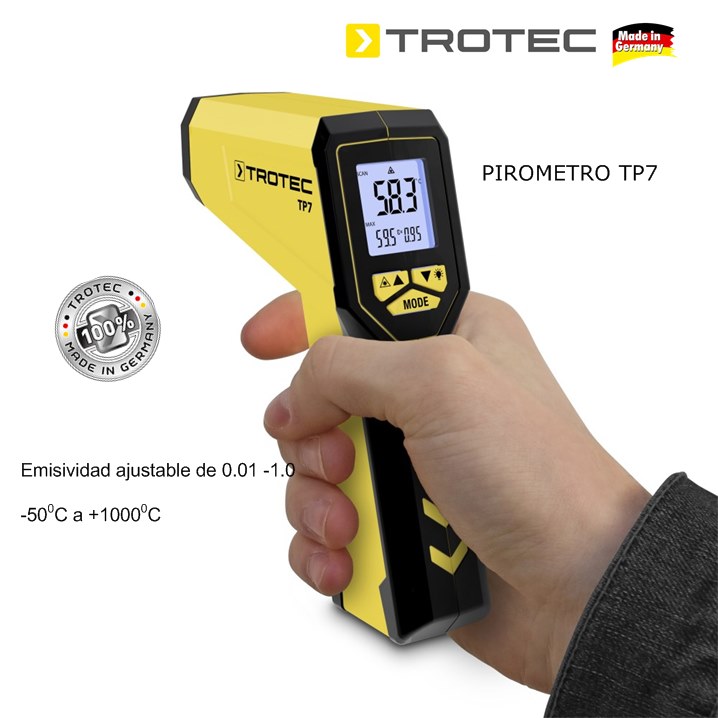 TROTEC
Made in
Germany
PIROMETRO TP7
TROTEC
TP7
SCAN
58.3 °C
MAX
59.5 ε= 0.95
MODE
TROTEC
100%
MADE IN GERMANY
Emisividad ajustable de 0.01 -1.0
-50⁰C a +1000⁰C